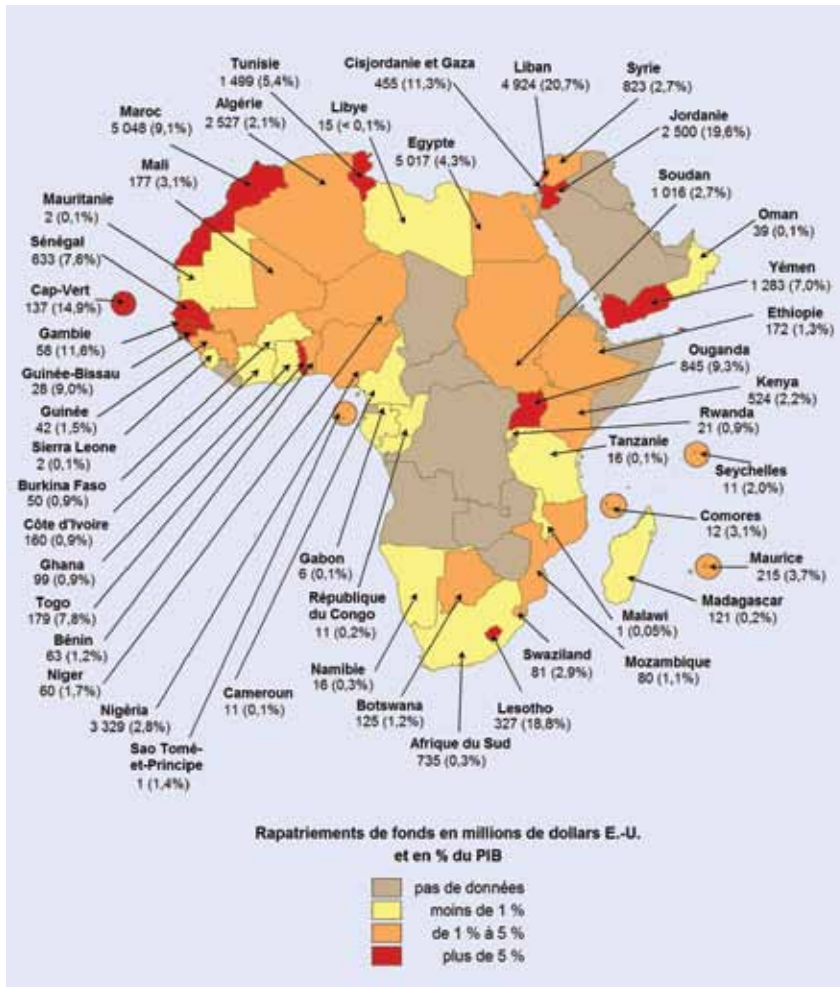 Tunisie
1 499 (5,4%)
Cisjordanie et Gaza
455 (11,3%)
Liban
4 924 (20,7%)
Syrie
823 (2,7%)
Maroc
5 048 (9,1%)
Algérie
2 527 (2,1%)
Libye
15 (< 0,1%)
Egypte
5 017 (4,3%)
Jordanie
2 500 (19,6%)
Mali
177 (3,1%)
Soudan
1 016 (2,7%)
Mauritanie
2 (0,1%)
Oman
39 (0,1%)
Sénégal
633 (7,6%)
Yémen
1 283 (7,0%)
Cap-Vert
137 (14,9%)
Ethiopie
172 (1,3%)
Gambie
58 (11,6%)
Ouganda
845 (9,3%)
Guinée-Bissau
28 (9,0%)
Kenya
524 (2,2%)
Guinée
42 (1,5%)
Rwanda
21 (0,9%)
Sierra Leone
2 (0,1%)
Tanzanie
16 (0,1%)
Seychelles
11 (2,0%)
Burkina Faso
50 (0,9%)
Comores
12 (3,1%)
Côte d'Ivoire
160 (0,9%)
Maurice
215 (3,7%)
Ghana
99 (0,9%)
Gabon
6 (0,1%)
Madagascar
121 (0,2%)
Togo
179 (7,8%)
République
du Congo
11 (0,2%)
Malawi
1 (0,05%)
Bénin
63 (1,2%)
Swaziland
81 (2,9%)
Mozambique
80 (1,1%)
Niger
60 (1,7%)
Namibie
16 (0,3%)
Cameroun
11 (0,1%)
Lesotho
327 (18,8%)
Nigéria
3 329 (2,8%)
Botswana
125 (1,2%)
Sao Tomé-
et-Principe
1 (1,4%)
Afrique du Sud
735 (0,3%)
Rapatriements de fonds en millions de dollars E.-U.
et en % du PIB
pas de données
moins de 1 %
de 1 % à 5 %
plus de 5 %